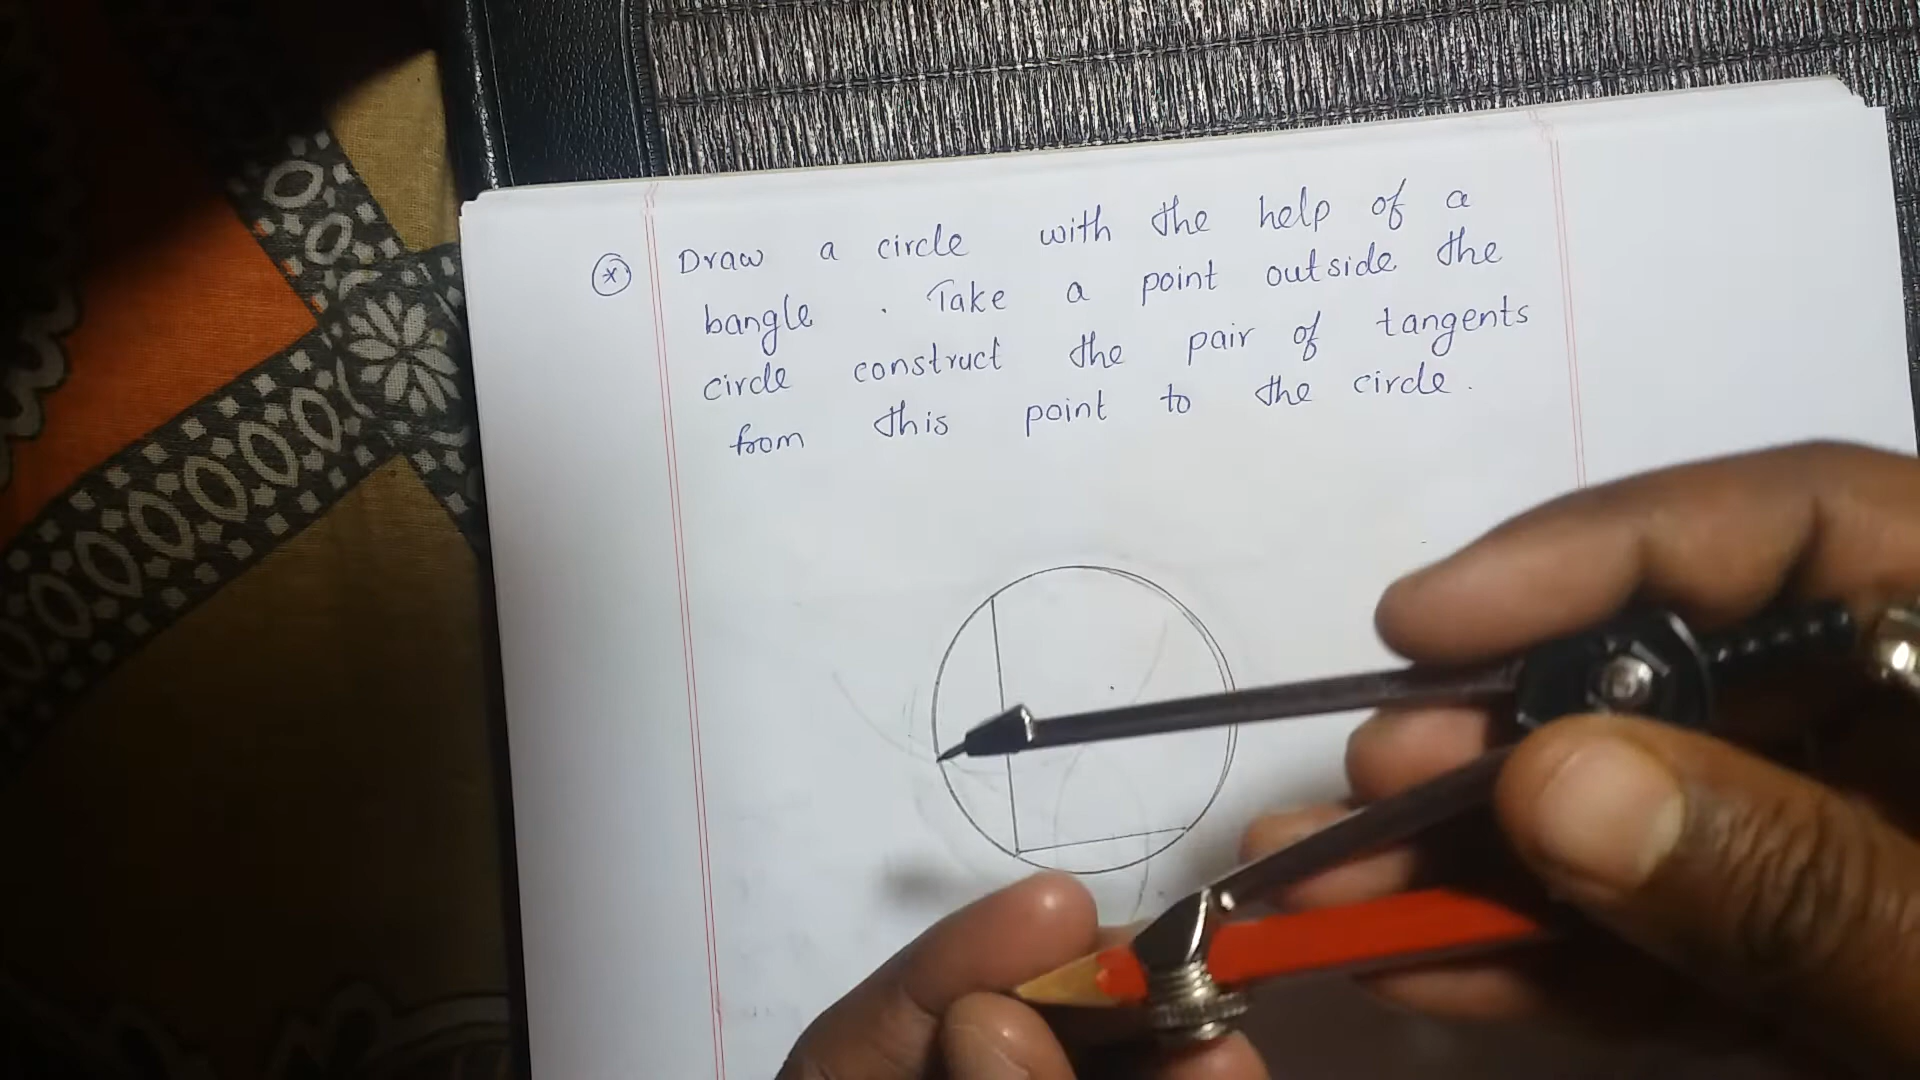 * Draw a circle with the help of a
bangle. Take a point outside the
circle construct the pair of tangents
from this point to the circle.